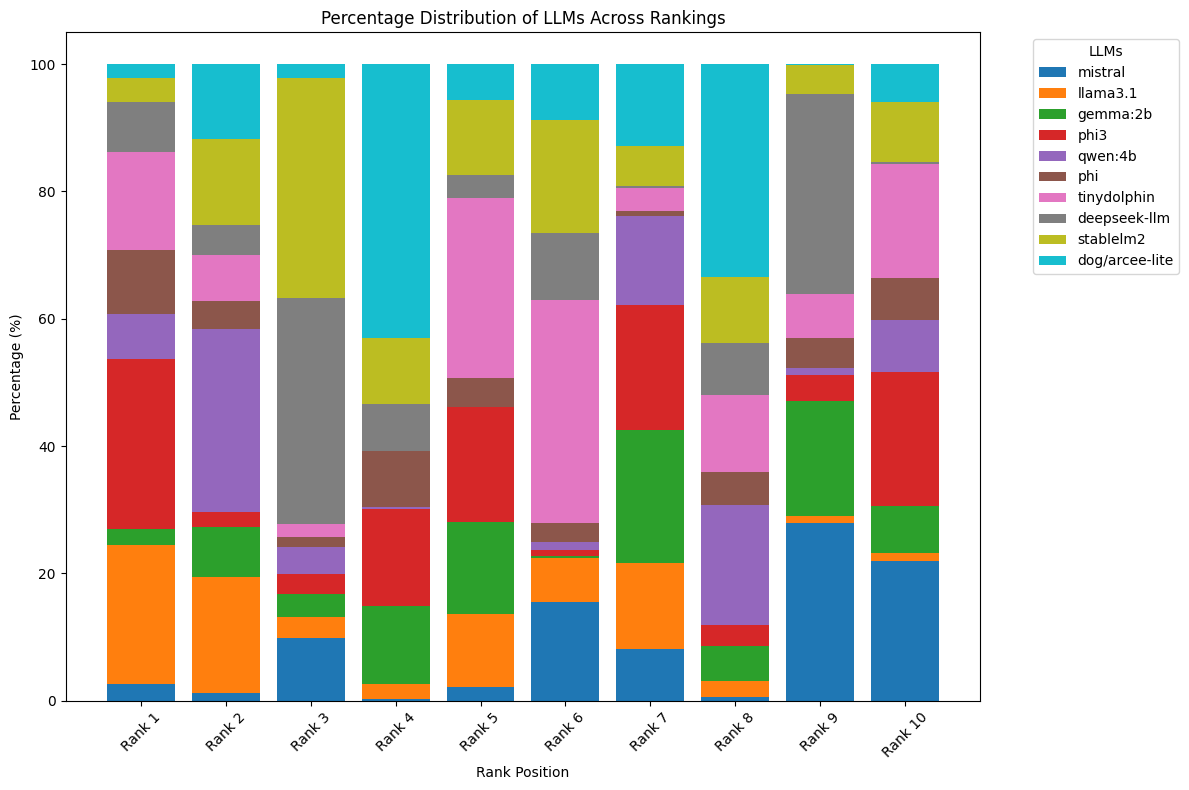 Percentage Distribution of LLMs Across Rankings
Percentage (%)
100
80
60
40
20
0
Rank 1
Rank 2
Rank 3
Rank 4
Rank 5
Rank 6
Rank 7
Rank 8
Rank 9
Rank 10
Rank Position
LLMs
mistral
llama3.1
gemma:2b
phi3
qwen:4b
phi
tinydolphin
deepseek-llm
stablelm2
dog/arcee-lite